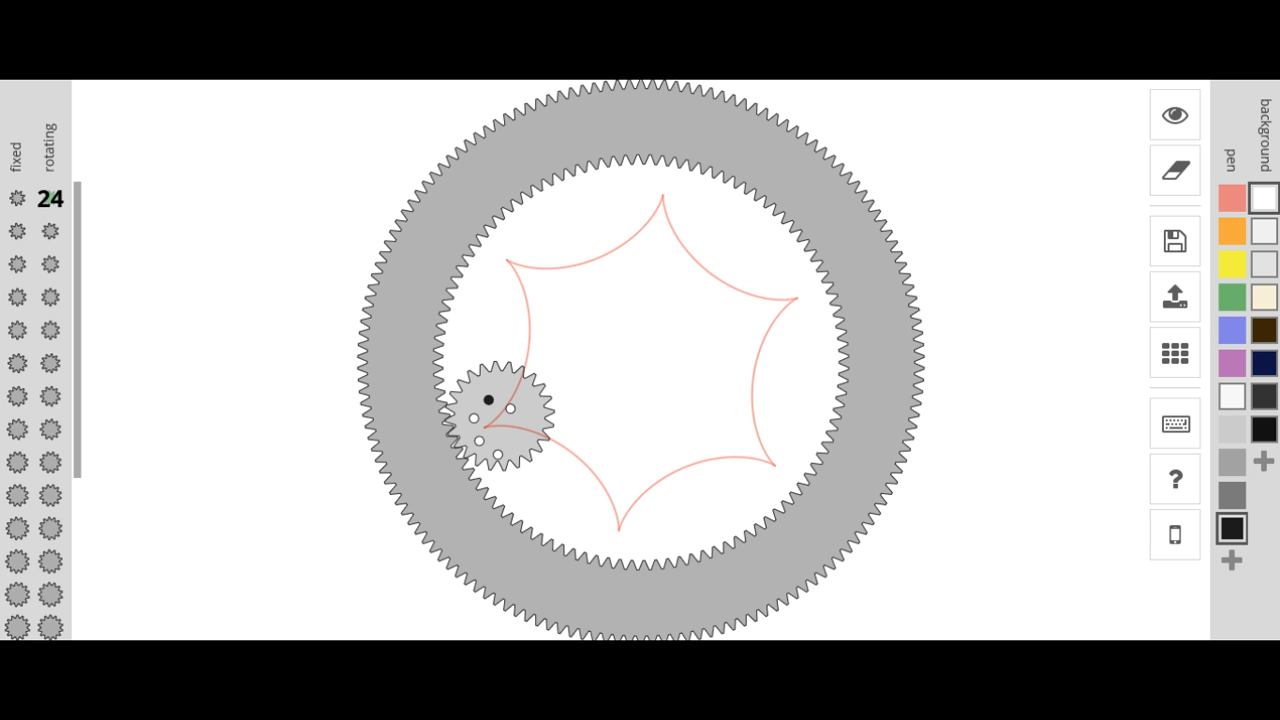 fixed
rotating
24
?
pen
background